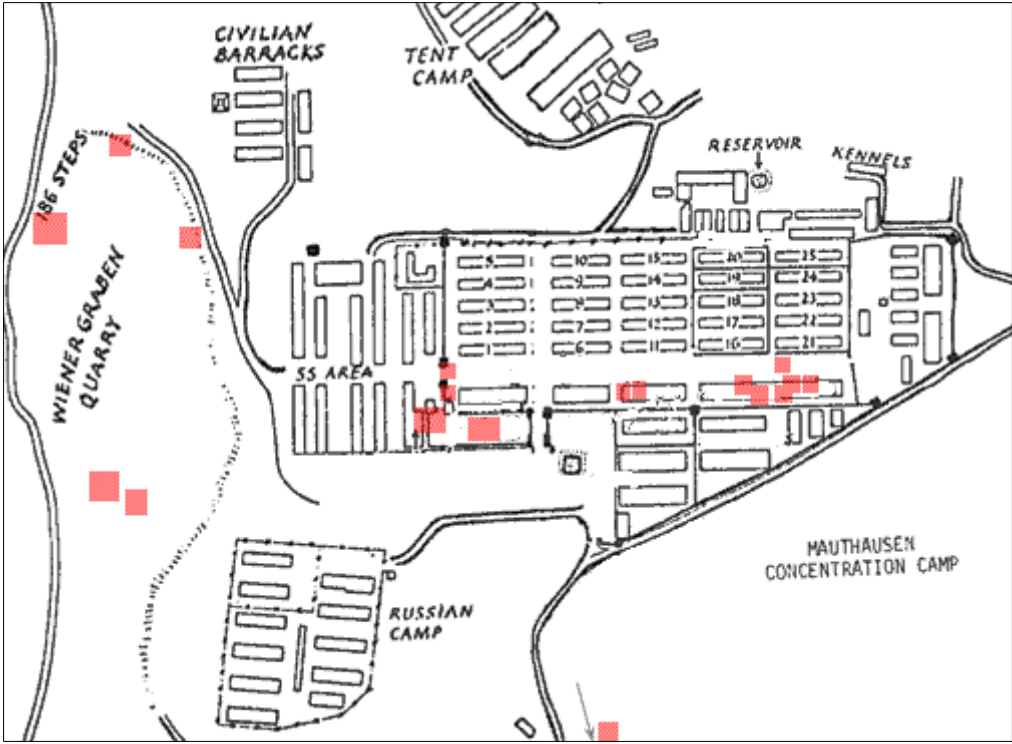 CIVILIAN
BARRACKS
TENT
CAMP
RESERVOIR
KENNELS
186 STEPS
WIENER GRABEN
QUARRY
5 10 15 20 25
4 9 14 19 24
3 8 13 18 23
2 7 12 17 22
1 6 11 16 21
SS AREA
MAUTHAUSEN
CONCENTRATION CAMP
RUSSIAN
CAMP